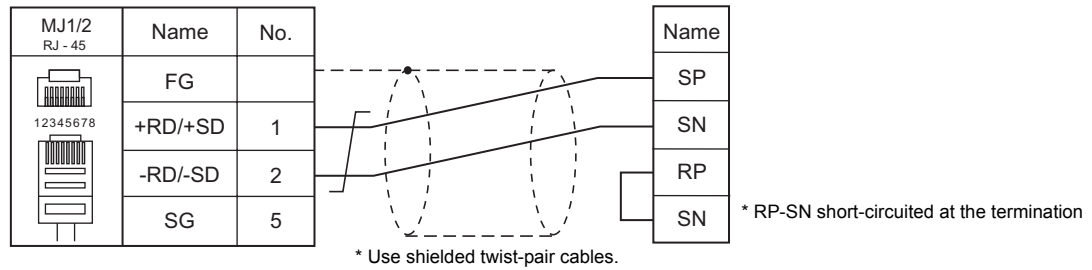 MJ1/2 Name No. Name
RJ - 45
FG SP
12345678
+RD/+SD 1 SN
-RD/-SD 2 RP
SG 5 SN
* RP-SN short-circuited at the termination
* Use shielded twist-pair cables.